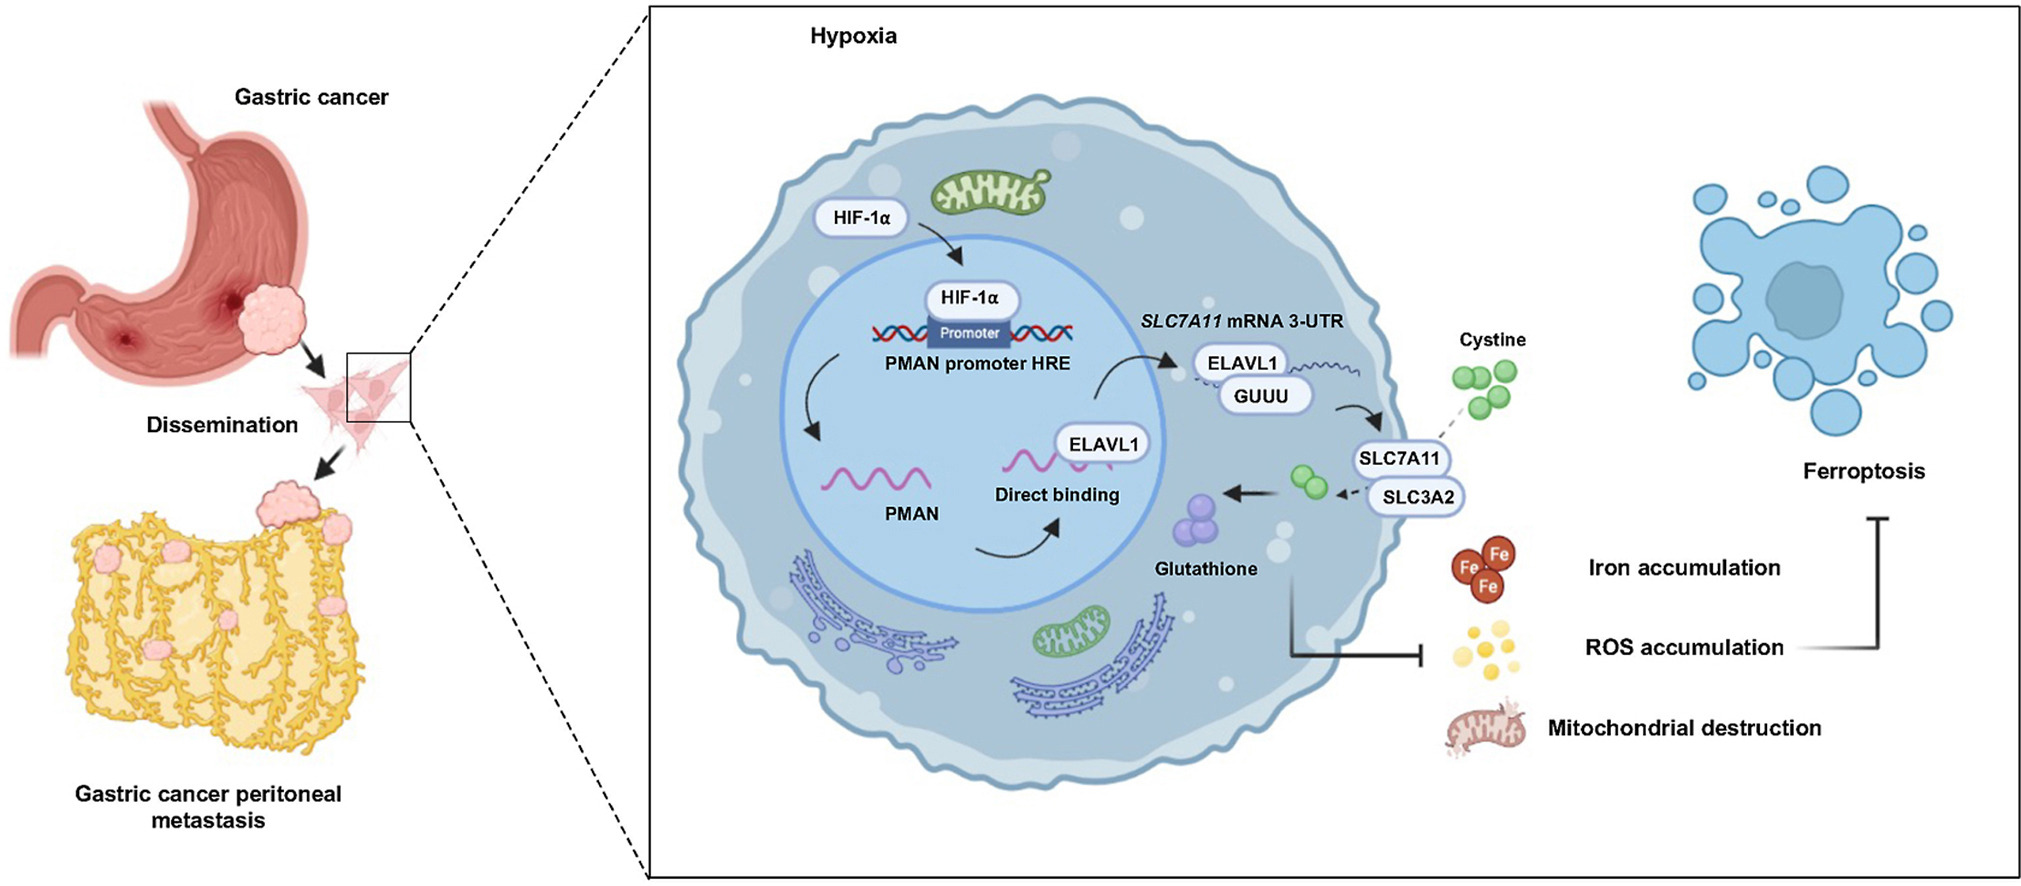 Gastric cancer
Dissemination
Gastric cancer peritoneal
metastasis
Hypoxia
HIF-1α
HIF-1α
Promoter
PMAN promoter HRE
PMAN
ELAVL1
Direct binding
SLC7A11 mRNA 3-UTR
ELAVL1
GUUU
Cystine
SLC7A11
SLC3A2
Glutathione
Ferroptosis
Fe
Fe
Fe
Iron accumulation
ROS accumulation
Mitochondrial destruction